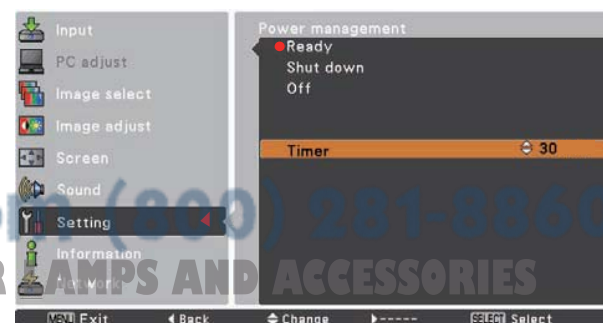 Input
PC adjust
Image select
Image adjust
Screen
Sound
Setting
Information
Network
Power management
Ready
Shut down
Off
Timer 30
(800) 281-8860
LAMPS AND ACCESSORIES
MENU Exit Back Change ----- SELECT Select